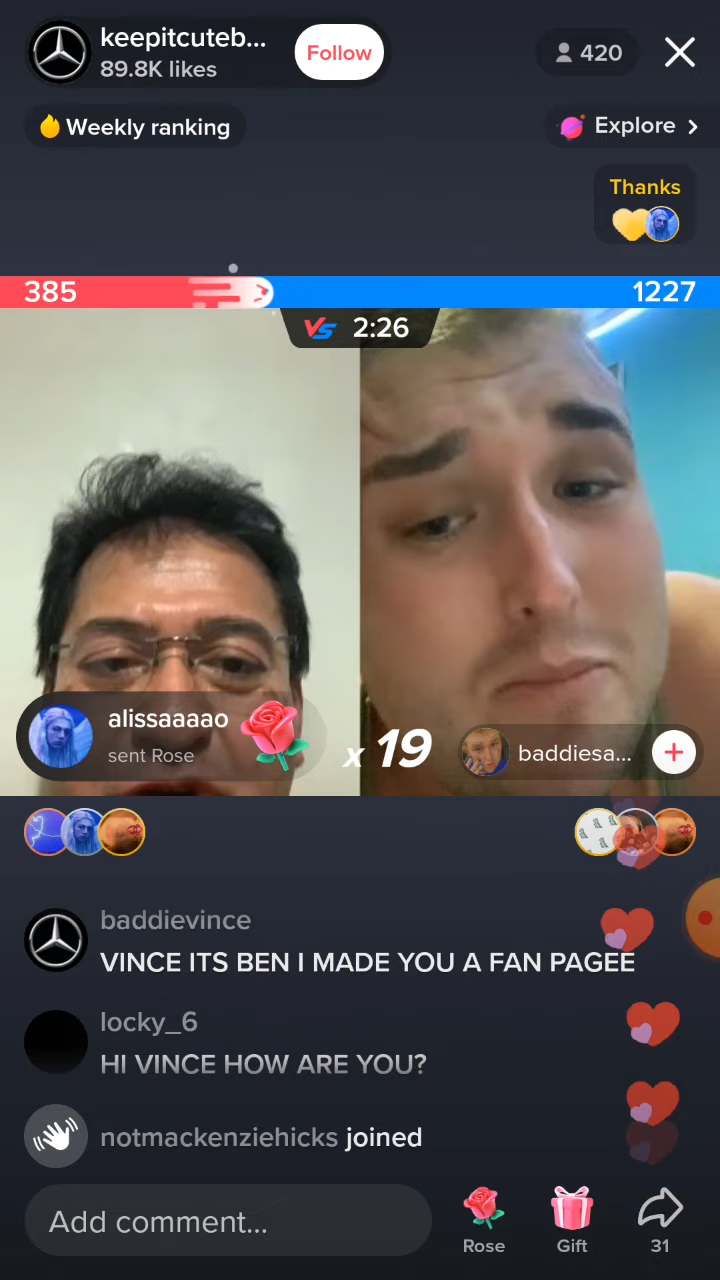 keepitcuteb...
89.8K likes
Follow
420
Weekly ranking
Explore
Thanks
385
1227
VS 2:26
alissaaaao
sent Rose
x 19
baddiesa...
baddievince
VINCE ITS BEN I MADE YOU A FAN PAGEE
locky_6
HI VINCE HOW ARE YOU?
notmackenziehicks joined
Add comment...
Rose
Gift
31